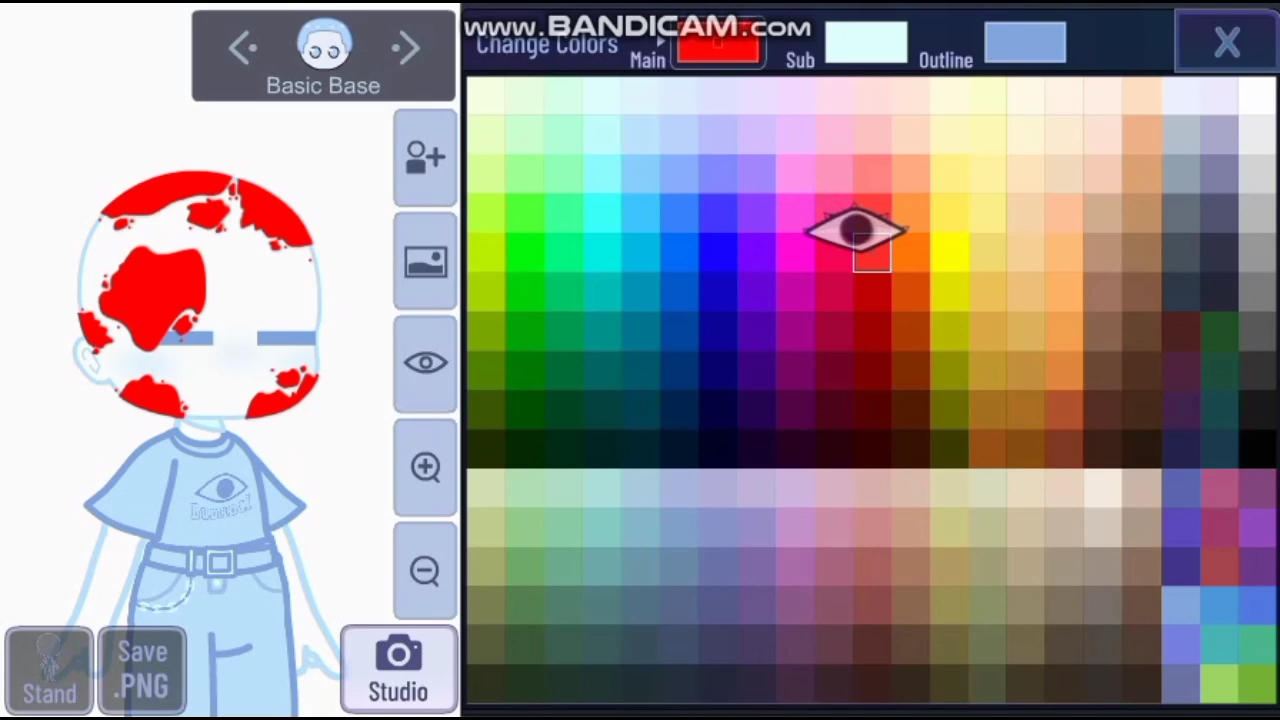 www.BANDICAM.com
Basic Base
Change Colors
Main
Sub
Outline
X
Stand
Save
.PNG
Studio